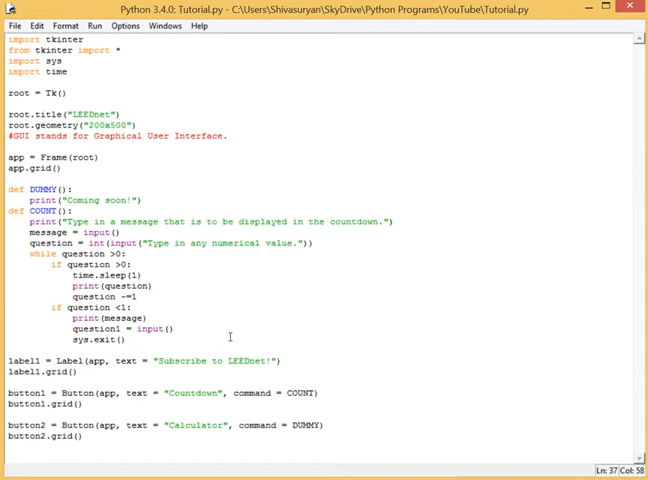 Python 3.4.0: Tutorial.py - C:\Users\Shivasuryan\SkyDrive\Python Programs\YouTube\Tutorial.py
File Edit Format Run Options Windows Help
import tkinter
from tkinter import *
import sys
import time
root = Tk()
root.title("LEEDnet")
root.geometry("200x500")
#GUI stands for Graphical User Interface.
app = Frame(root)
app.grid()
def DUMMY():
    print("Coming soon!")
def COUNT():
    print("Type in a message that is to be displayed in the countdown.")
    message = input()
    question = int(input("Type in any numerical value."))
    while question >0:
        if question >0:
            time.sleep(1)
            print(question)
            question -=1
        if question <1:
            print(message)
            question1 = input()
            sys.exit()
label1 = Label(app, text = "Subscribe to LEEDnet!")
label1.grid()
button1 = Button(app, text = "Countdown", command = COUNT)
button1.grid()
button2 = Button(app, text = "Calculator", command = DUMMY)
button2.grid()
Ln: 37 Col: 58